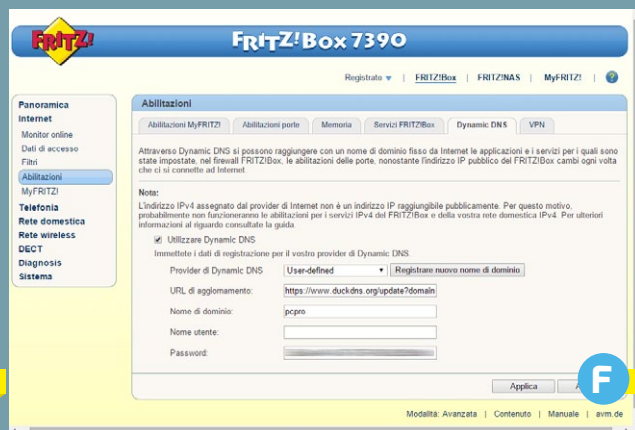 FRITZ!
FRITZ!Box 7390
Registrato | FRITZ!Box | FRITZ!NAS | MyFRITZ! | ?
Panoramica
Internet
Monitor online
Dati di accesso
Filtri
Abilitazioni
MyFRITZ!
Telefonia
Rete domestica
Rete wireless
DECT
Diagnosis
Sistema
Abilitazioni
Abilitazioni MyFRITZ! Abilitazioni porte Memoria Servizi FRITZ!Box Dynamic DNS VPN
Attraverso Dynamic DNS si possono raggiungere con un nome di dominio fisso da Internet le applicazioni e i servizi per i quali sono
state impostate, nel firewall FRITZ!Box, le abilitazioni delle porte, nonostante l'indirizzo IP pubblico del FRITZ!Box cambi ogni volta
che ci si connette ad Internet.
Nota:
L'indirizzo IPv4 assegnato dal provider di Internet non è un indirizzo IP raggiungibile pubblicamente. Per questo motivo,
probabilmente non funzioneranno le abilitazioni per i servizi IPv4 del FRITZ!Box e della vostra rete domestica IPv4. Per ulteriori
informazioni al riguardo consultate la guida
Utilizzare Dynamic DNS
Immettete i dati di registrazione per il vostro provider di Dynamic DNS
Provider di Dynamic DNS User-defined Registrare nuovo nome di dominio
URL di aggiornamento: https://www.duckdns.org/update?domain
Nome di dominio: pcpro
Nome utente:
Password:
Applica
F
Modalità: Avanzata | Contenuto | Manuale | avm.de